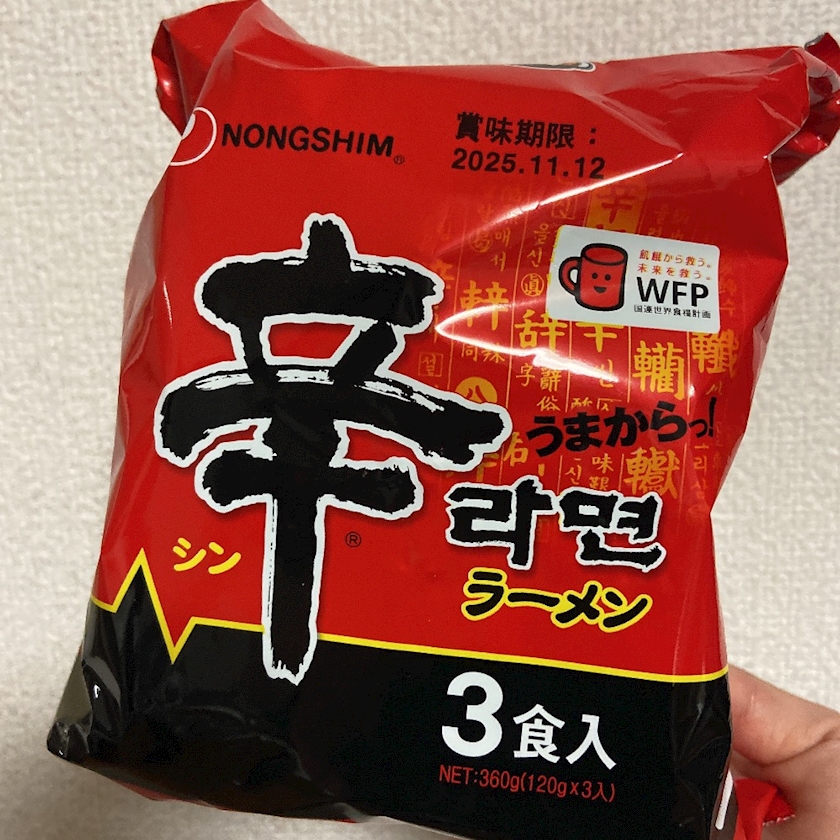 NONGSHIM®
賞味期限：
2025.11.12
飢餓から救う。
未来を救う。
WFP
国連世界食糧計画
辛®
うまからっ!
라면
シン
ラーメン
3食入
NET:360g(120g×3入)